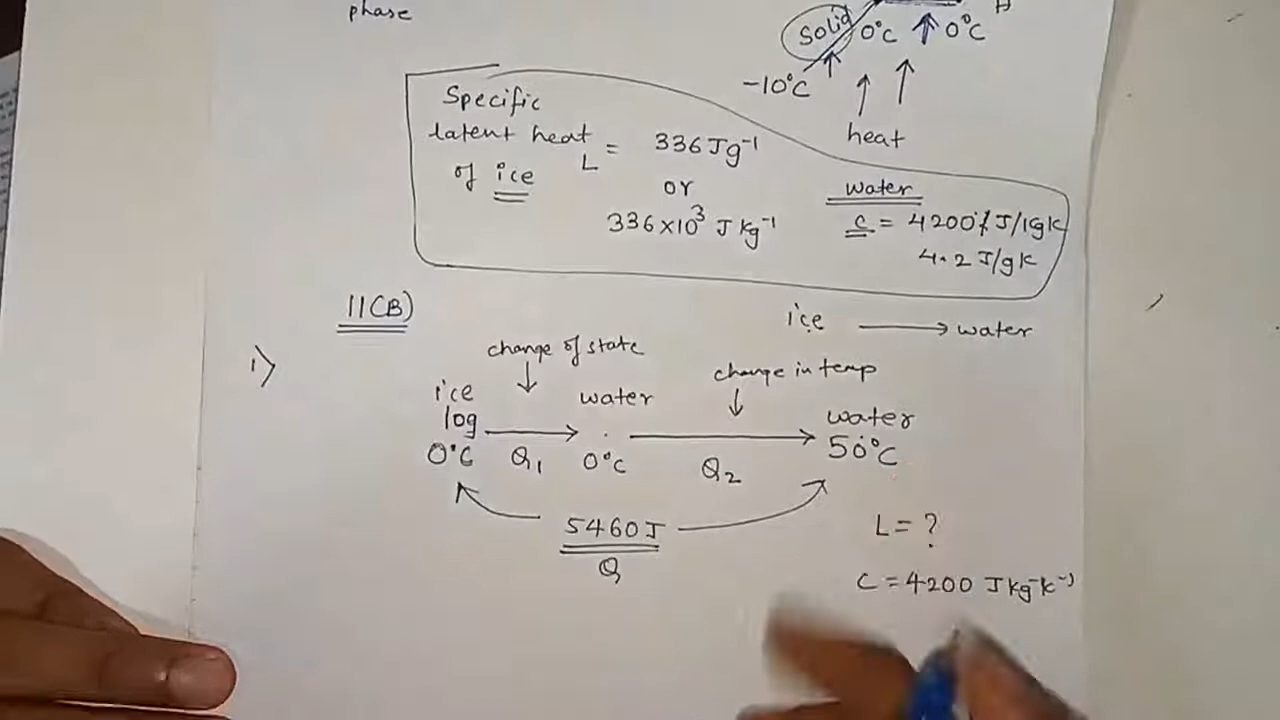 phase
Solid 0°C 0°C
-10°C
heat
Specific
latent heat L = 336 Jg⁻¹
of ice
or
336×10³ J kg⁻¹
water
c = 4200 J/kgK
4.2 J/gK
11(B)
ice → water
1)
change of state
change in temp
ice water water
10g → . →
0°C Q₁ 0°C Q₂ 50°C
5460J
Q
L = ?
C = 4200 J kg⁻K⁻¹